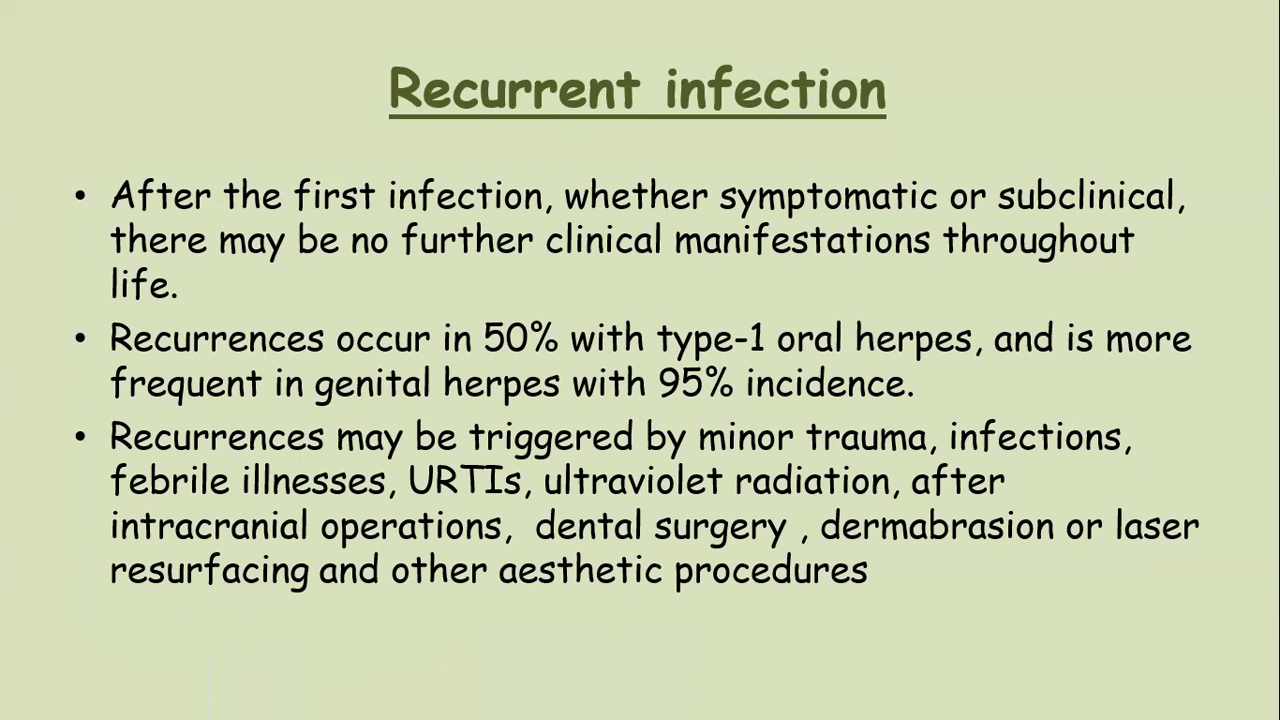 Recurrent infection
• After the first infection, whether symptomatic or subclinical,
there may be no further clinical manifestations throughout
life.
• Recurrences occur in 50% with type-1 oral herpes, and is more
frequent in genital herpes with 95% incidence.
• Recurrences may be triggered by minor trauma, infections,
febrile illnesses, URTIs, ultraviolet radiation, after
intracranial operations,  dental surgery , dermabrasion or laser
resurfacing and other aesthetic procedures